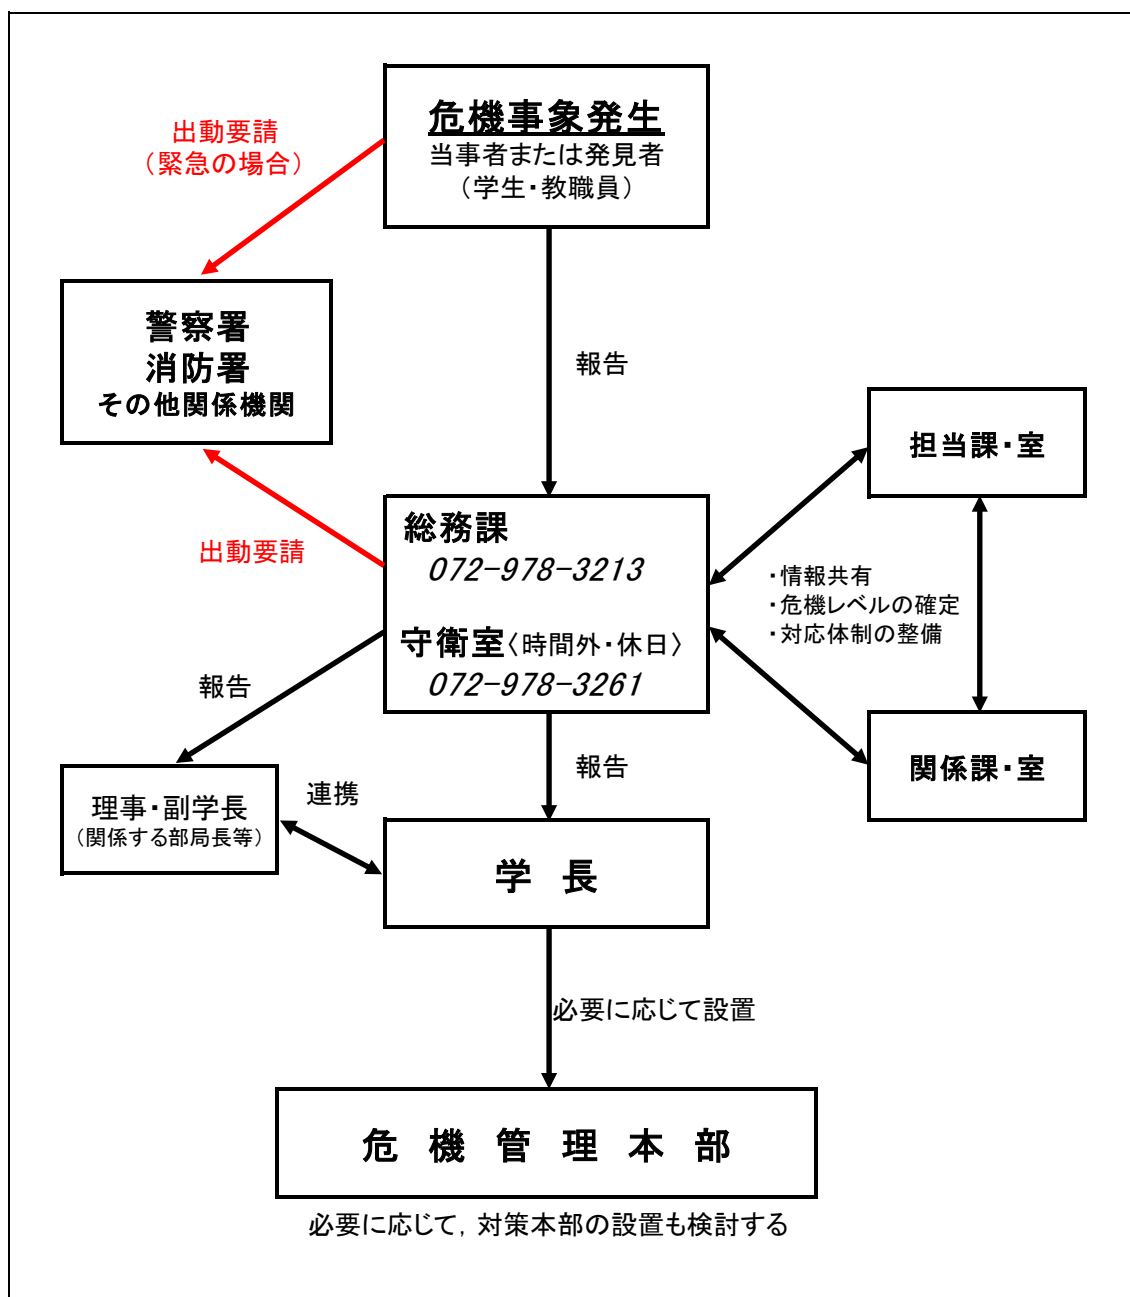 危機事象発生
当事者または発見者
（学生・教職員）
出動要請
（緊急の場合）
警察署
消防署
その他関係機関
報告
担当課・室
総務課
072-978-3213
守衛室〈時間外・休日〉
072-978-3261
出動要請
・情報共有
・危機レベルの確定
・対応体制の整備
報告
関係課・室
報告
理事・副学長
（関係する部局長等）
連携
学　長
必要に応じて設置
危　機　管　理　本　部
必要に応じて，対策本部の設置も検討する